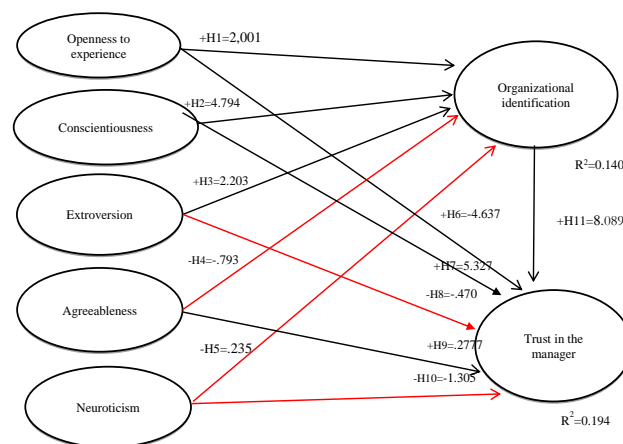 Openness to
experience
+H1=2,001
Organizational
identification
+H2=4.794
Conscientiousness
R²=0.140
+H3=2.203
Extroversion
+H6=-4.637
+H11=8.089
-H4=-.793
+H7=5.327
-H8=-.470
Agreeableness
Trust in the
manager
-H5=.235
+H9=.2777
-H10=-1.305
Neuroticism
R²=0.194